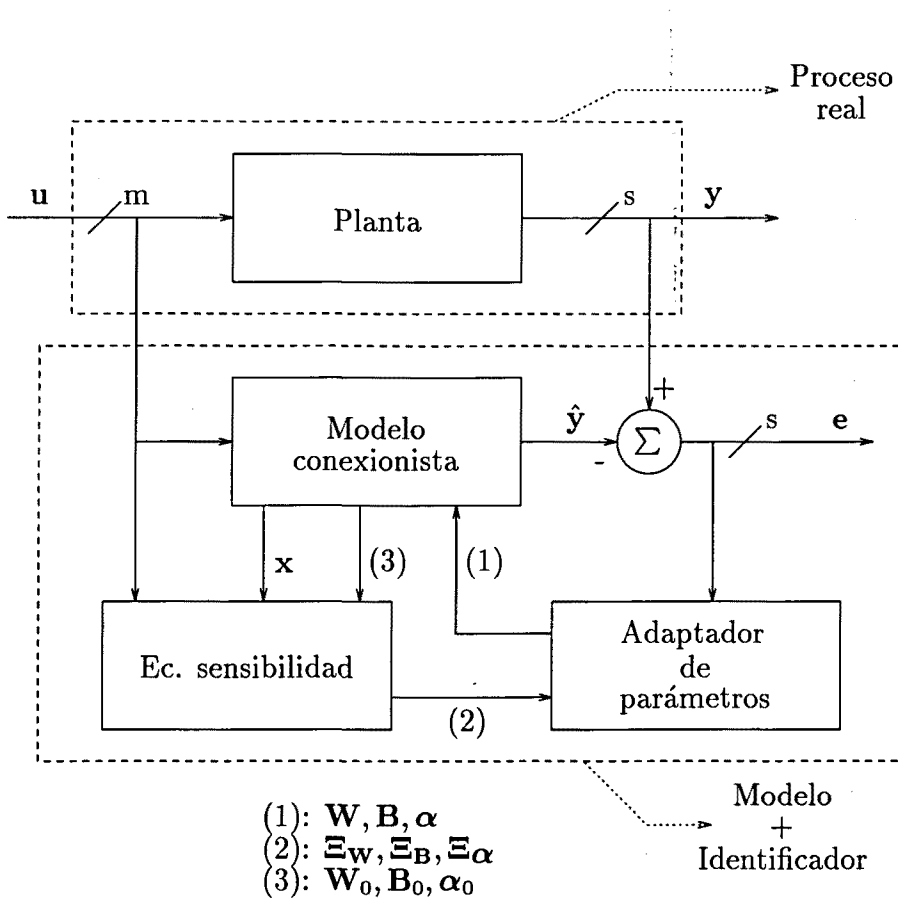 Proceso
real
u
m
Planta
s
y
+
Modelo
conexionista
ŷ
-
Σ
s
e
x
(3)
(1)
Ec. sensibilidad
(2)
Adaptador
de
parámetros
(1): W, B, α
(2): Ξ_W, Ξ_B, Ξ_α
(3): W₀, B₀, α₀
Modelo
+
Identificador